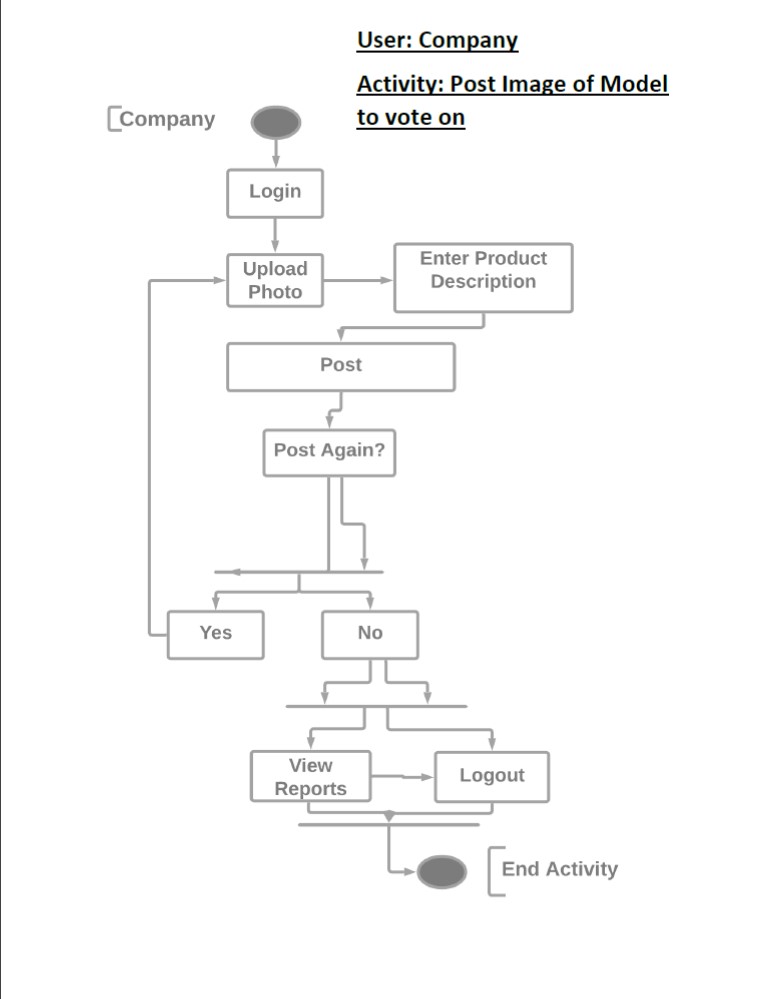 User: Company
Activity: Post Image of Model
to vote on
Company
Login
Upload
Photo
Enter Product
Description
Post
Post Again?
Yes
No
View
Reports
Logout
End Activity